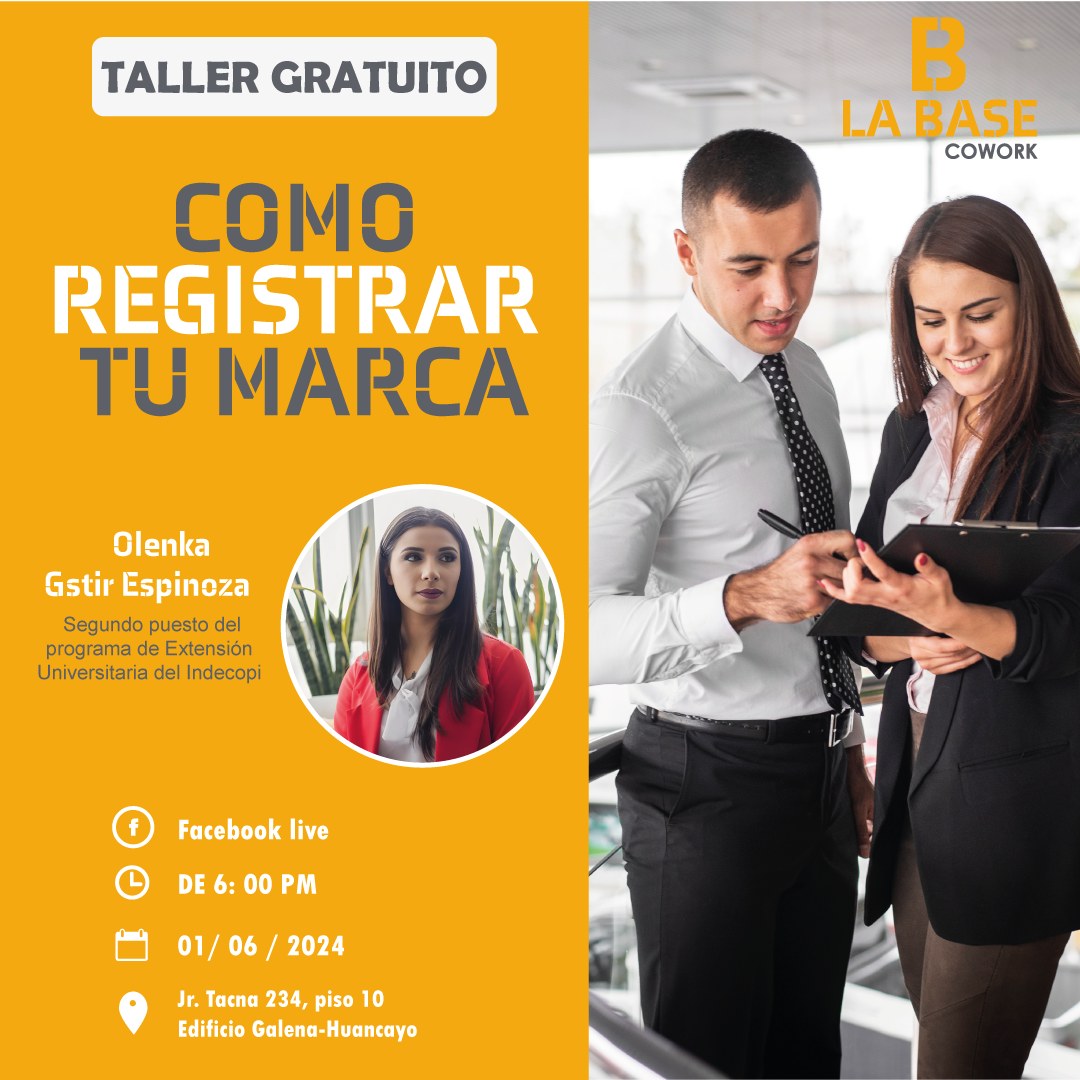 TALLER GRATUITO
B
LA BASE
COWORK
COMO
REGISTRAR
TU MARCA
Olenka
Gstir Espinoza
Segundo puesto del
programa de Extensión
Universitaria del Indecopi
f
Facebook live
DE 6: 00 PM
01/ 06 / 2024
Jr. Tacna 234, piso 10
Edificio Galena-Huancayo